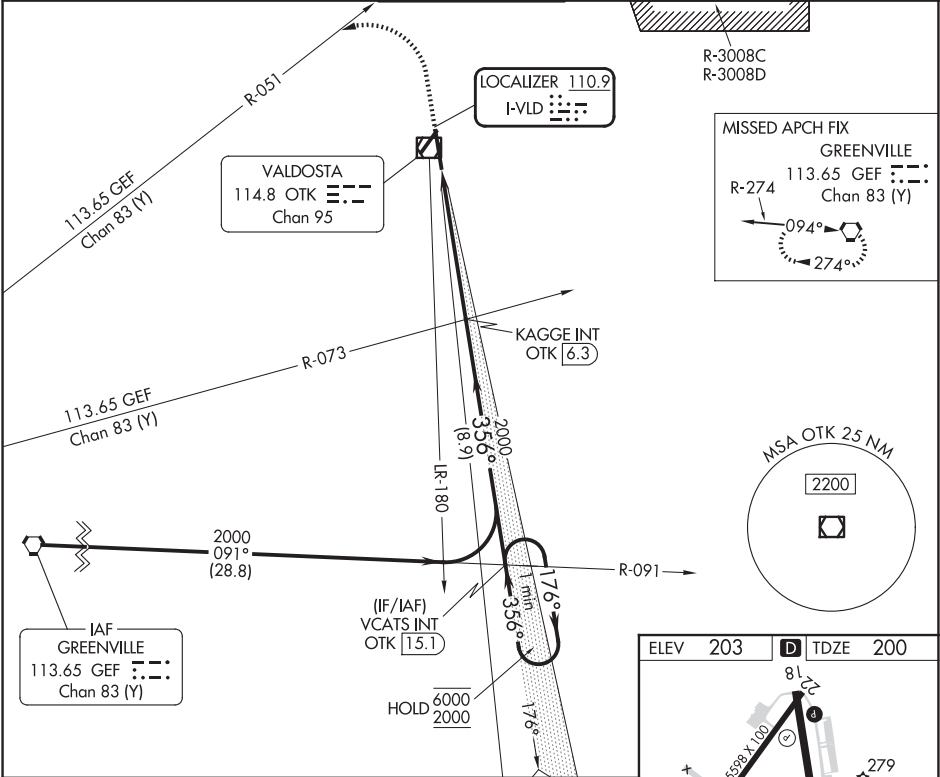 R-051
LOCALIZER 110.9
I-VLD
R-3008C
R-3008D
MISSED APCH FIX
GREENVILLE
113.65 GEF
Chan 83 (Y)
R-274
094°
274°
VALDOSTA
114.8 OTK
Chan 95
113.65 GEF
Chan 83 (Y)
KAGGE INT
OTK 6.3
R-073
113.65 GEF
Chan 83 (Y)
2000
356°
(8.9)
LR-180
MSA OTK 25 NM
2200
2000
091°
(28.8)
R-091
1 min
176°
356°
(IF/IAF)
VCATS INT
OTK 15.1
IAF
GREENVILLE
113.65 GEF
Chan 83 (Y)
HOLD 6000
2000
176°
ELEV 203 D TDZE 200
18
22
P
5598 X 100
279